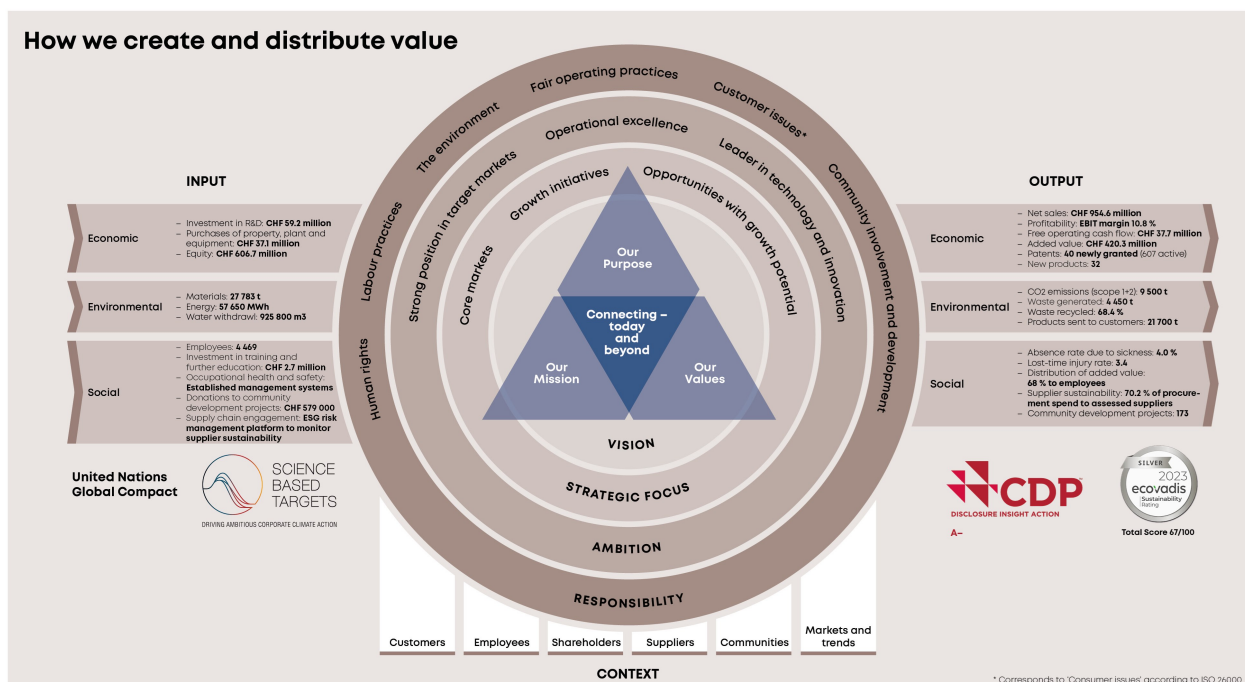 How we create and distribute value
INPUT
Economic
– Investment in R&D: CHF 59.2 million
– Purchases of property, plant and
equipment: CHF 37.1 million
– Equity: CHF 606.7 million
Environmental
– Materials: 27 783 t
– Energy: 57 650 MWh
– Water withdrawl: 925 800 m3
Social
– Employees: 4 469
– Investment in training and
further education: CHF 2.7 million
– Occupational health and safety:
Established management systems
– Donations to community
development projects: CHF 579 000
– Supply chain engagement: ESG risk
management platform to monitor
supplier sustainability
United Nations
Global Compact
SCIENCE
BASED
TARGETS
DRIVING AMBITIOUS CORPORATE CLIMATE ACTION
Human rights
Labour practices
The environment
Fair operating practices
Customer issues*
Community involvement and development
Strong position in target markets
Operational excellence
Leader in technology and innovation
Core markets
Growth initiatives
Opportunities with growth potential
Our
Purpose
Connecting –
today
and
beyond
Our
Mission
Our
Values
VISION
STRATEGIC FOCUS
AMBITION
RESPONSIBILITY
Customers
Employees
Shareholders
Suppliers
Communities
Markets and
trends
CONTEXT
OUTPUT
Economic
– Net sales: CHF 954.6 million
– Profitability: EBIT margin 10.8 %
– Free operating cash flow: CHF 37.7 million
– Added value: CHF 420.3 million
– Patents: 40 newly granted (607 active)
– New products: 32
Environmental
– CO2 emissions (scope 1+2): 9 500 t
– Waste generated: 4 450 t
– Waste recycled: 68.4 %
– Products sent to customers: 21 700 t
Social
– Absence rate due to sickness: 4.0 %
– Lost-time injury rate: 3.4
– Distribution of added value:
68 % to employees
– Supplier sustainability: 70.2 % of procure-
ment spend to assessed suppliers
– Community development projects: 173
CDP
DISCLOSURE INSIGHT ACTION
A–
SILVER
2023
ecovadis
Sustainability
Rating
Total Score 67/100
* Corresponds to 'Consumer issues' according to ISO 26000